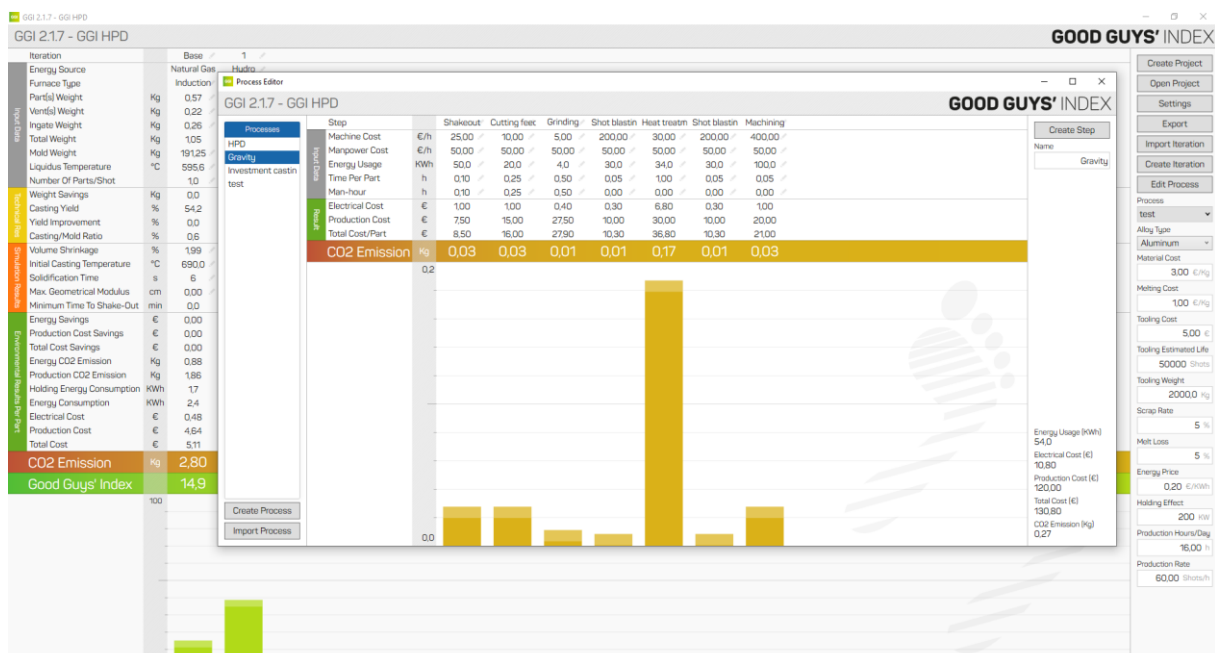 GGI 2.1.7 - GGI HPD
GGI 2.1.7 - GGI HPD
GOOD GUYS' INDEX
Iteration Base 1
Input Data
Energy Source Natural Gas Hydro
Furnace Type Induction
Part(s) Weight Kg 0,57
Vent(s) Weight Kg 0,22
Ingate Weight Kg 0,26
Total Weight Kg 1,05
Mold Weight Kg 191,25
Liquidus Temperature °C 595,6
Number Of Parts/Shot 1,0
Technical Res
Weight Savings Kg 0,0
Casting Yield % 54,2
Yield Improvement % 0,0
Casting/Mold Ratio % 0,6
Simulation Results
Volume Shrinkage % 1,99
Initial Casting Temperature °C 690,0
Solidification Time s 6
Max. Geometrical Modulus cm 0,00
Minimum Time To Shake-Out min 0,0
Environmental Results Per Part
Energy Savings € 0,00
Production Cost Savings € 0,00
Total Cost Savings € 0,00
Energy CO2 Emission Kg 0,88
Production CO2 Emission Kg 1,86
Holding Energy Consumption KWh 1,7
Energy Consumption KWh 2,4
Electrical Cost € 0,48
Production Cost € 4,64
Total Cost € 5,11
CO2 Emission Kg 2,80
Good Guys' Index 14,9
100
Process Editor
GGI 2.1.7 - GGI HPD
GOOD GUYS' INDEX
Processes
HPD
Gravity
Investment castin
test
Create Process
Import Process
Step Shakeout Cutting feec Grinding Shot blastin Heat treatm Shot blastin Machining
Input Data
Machine Cost €/h 25,00 10,00 5,00 200,00 30,00 200,00 400,00
Manpower Cost €/h 50,00 50,00 50,00 50,00 50,00 50,00 50,00
Energy Usage KWh 50,0 20,0 4,0 30,0 34,0 30,0 100,0
Time Per Part h 0,10 0,25 0,50 0,05 1,00 0,05 0,05
Man-hour h 0,10 0,25 0,50 0,00 0,00 0,00 0,00
Result
Electrical Cost € 1,00 1,00 0,40 0,30 6,80 0,30 1,00
Production Cost € 7,50 15,00 27,50 10,00 30,00 10,00 20,00
Total Cost/Part € 8,50 16,00 27,90 10,30 36,80 10,30 21,00
CO2 Emission Kg 0,03 0,03 0,01 0,01 0,17 0,01 0,03
0,2
0,0
Create Step
Name
Gravity
Energy Usage (KWh)
54,0
Electrical Cost (€)
10,80
Production Cost (€)
120,00
Total Cost (€)
130,80
CO2 Emission (Kg)
0,27
Create Project
Open Project
Settings
Export
Import Iteration
Create Iteration
Edit Process
Process
test
Alloy Type
Aluminum
Material Cost
3,00 €/Kg
Melting Cost
1,00 €/Kg
Tooling Cost
5,00 €
Tooling Estimated Life
50000 Shots
Tooling Weight
2000,0 Kg
Scrap Rate
5 %
Melt Loss
5 %
Energy Price
0,20 €/KWh
Holding Effect
200 KW
Production Hours/Day
16,00 h
Production Rate
60,00 Shots/h